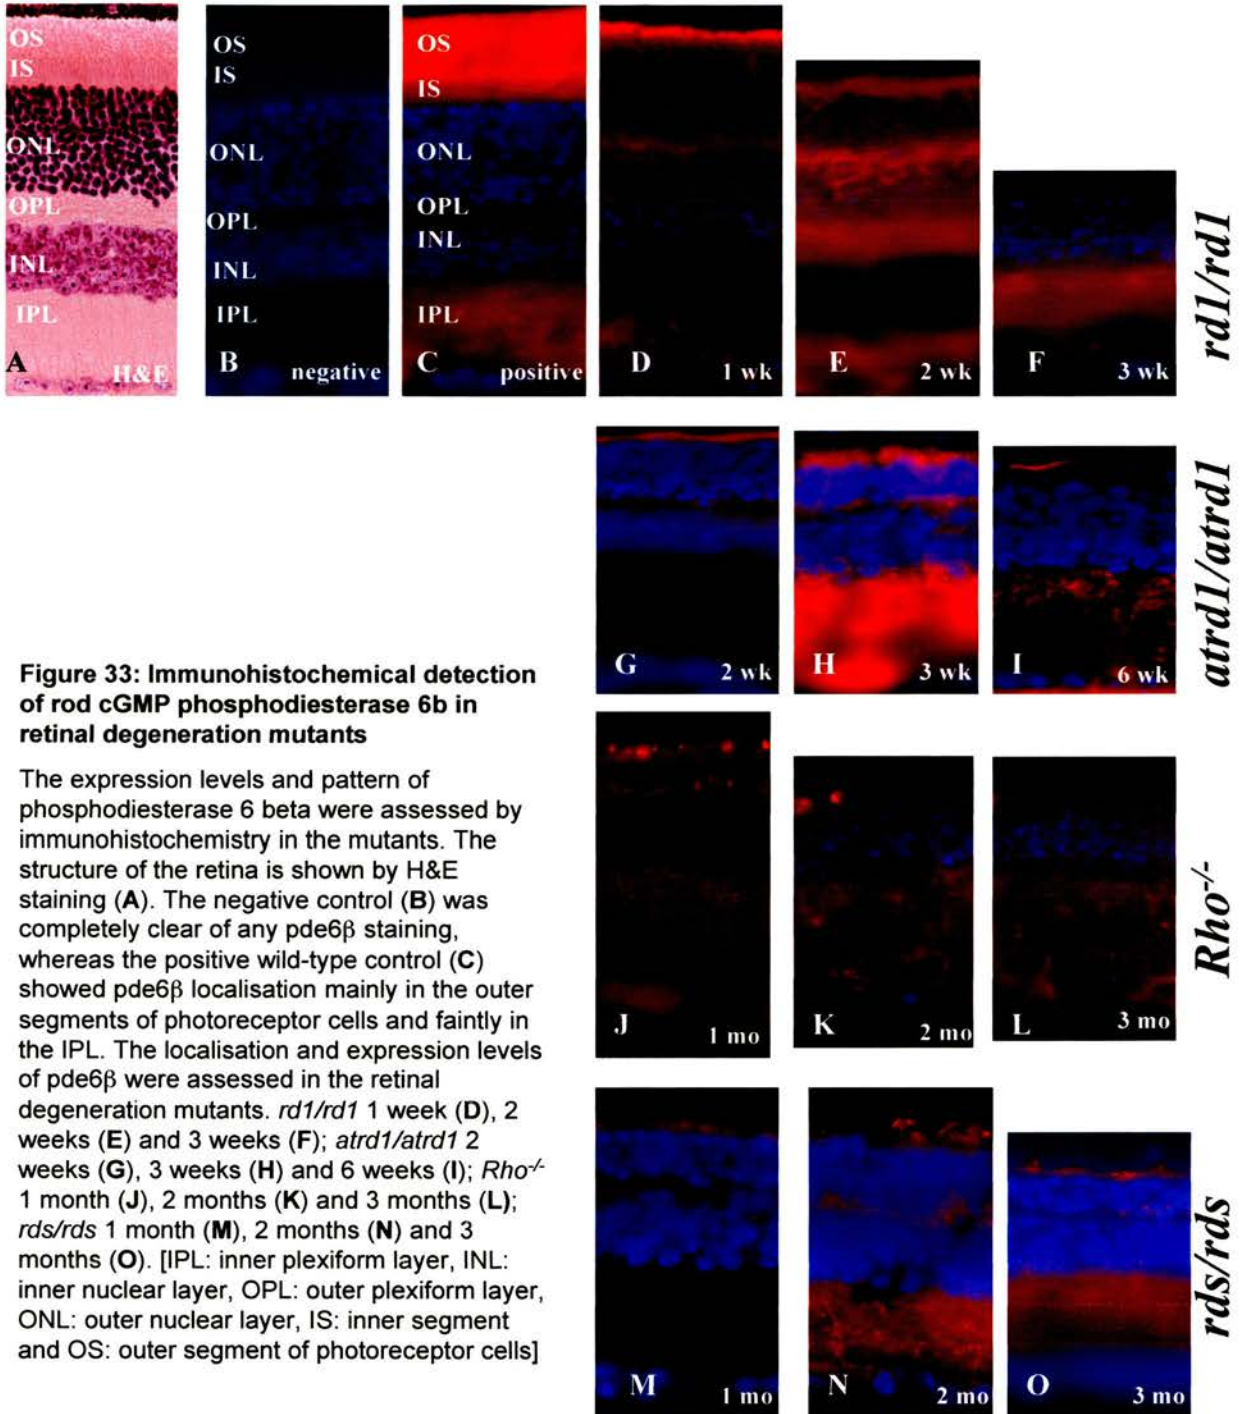 OS
IS
ONL
OPL
INL
IPL
A
H&E
OS
IS
ONL
OPL
INL
IPL
B
negative
OS
IS
ONL
OPL
INL
IPL
C
positive
D
1 wk
E
2 wk
F
3 wk
rd1/rd1
G
2 wk
H
3 wk
I
6 wk
atrd1/atrd1
J
1 mo
K
2 mo
L
3 mo
Rho-/-
M
1 mo
N
2 mo
O
3 mo
rds/rds
Figure 33: Immunohistochemical detection
of rod cGMP phosphodiesterase 6b in
retinal degeneration mutants
The expression levels and pattern of
phosphodiesterase 6 beta were assessed by
immunohistochemistry in the mutants. The
structure of the retina is shown by H&E
staining (A). The negative control (B) was
completely clear of any pde6β staining,
whereas the positive wild-type control (C)
showed pde6β localisation mainly in the outer
segments of photoreceptor cells and faintly in
the IPL. The localisation and expression levels
of pde6β were assessed in the retinal
degeneration mutants. rd1/rd1 1 week (D), 2
weeks (E) and 3 weeks (F); atrd1/atrd1 2
weeks (G), 3 weeks (H) and 6 weeks (I); Rho-/-
1 month (J), 2 months (K) and 3 months (L);
rds/rds 1 month (M), 2 months (N) and 3
months (O). [IPL: inner plexiform layer, INL:
inner nuclear layer, OPL: outer plexiform layer,
ONL: outer nuclear layer, IS: inner segment
and OS: outer segment of photoreceptor cells]